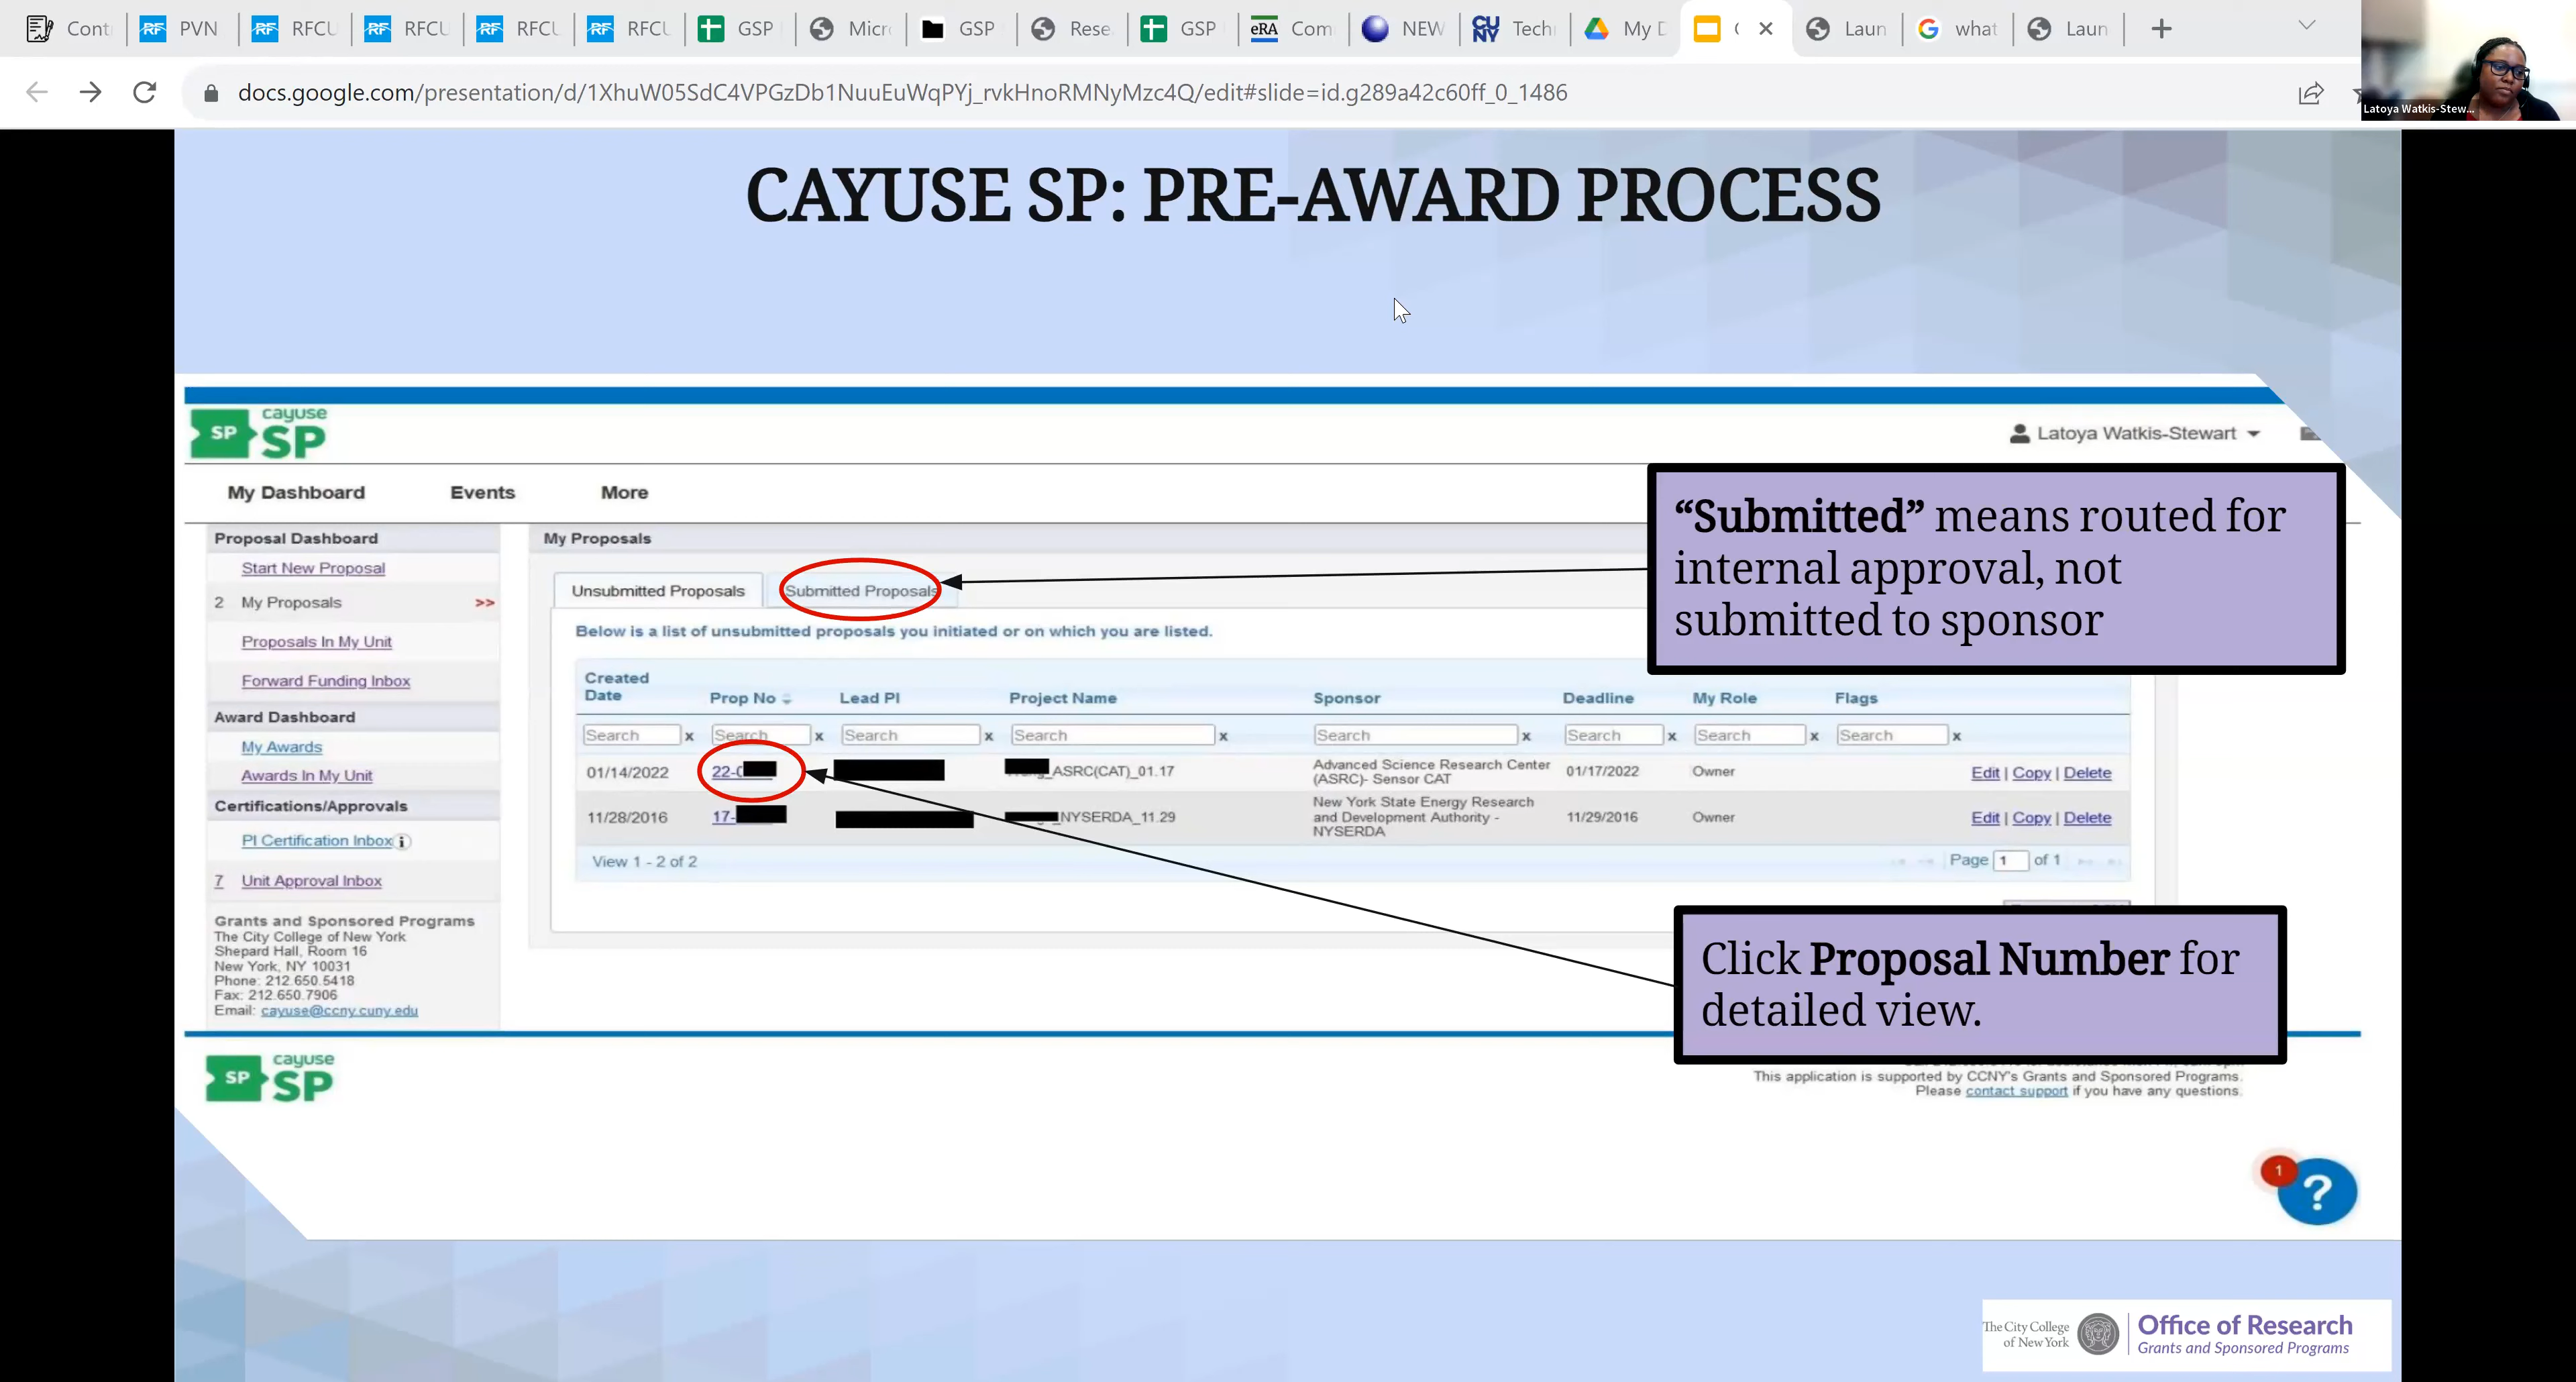 Cont
PVN
RFCU
RFCU
RFCU
RFCU
GSP
Micr
GSP
Rese
GSP
eRA Com
NEW
CU NY Tech
My D
Laun
what
Laun
docs.google.com/presentation/d/1XhuW05SdC4VPGzDb1NuuEuWqPYj_rvkHnoRMNyMzc4Q/edit#slide=id.g289a42c60ff_0_1486
Latoya Watkis-Stew...
CAYUSE SP: PRE-AWARD PROCESS
SP cayuse SP
Latoya Watkis-Stewart
My Dashboard Events More
“Submitted” means routed for
internal approval, not
submitted to sponsor
Proposal Dashboard
Start New Proposal
2 My Proposals >>
Proposals In My Unit
Forward Funding Inbox
Award Dashboard
My Awards
Awards In My Unit
Certifications/Approvals
PI Certification Inbox i
7 Unit Approval Inbox
Grants and Sponsored Programs
The City College of New York
Shepard Hall, Room 16
New York, NY 10031
Phone: 212.650.5418
Fax: 212.650.7906
Email: cayuse@ccny.cuny.edu
My Proposals
Unsubmitted Proposals Submitted Proposals
Below is a list of unsubmitted proposals you initiated or on which you are listed.
Created Date Prop No Lead PI Project Name Sponsor Deadline My Role Flags
Search x Search x Search x Search x Search x Search x Search x Search x
01/14/2022 22- _ASRC(CAT)_01.17 Advanced Science Research Center (ASRC)- Sensor CAT 01/17/2022 Owner Edit | Copy | Delete
11/28/2016 17- _NYSERDA_11.29 New York State Energy Research and Development Authority - NYSERDA 11/29/2016 Owner Edit | Copy | Delete
View 1 - 2 of 2 Page 1 of 1
Click Proposal Number for
detailed view.
SP cayuse SP
This application is supported by CCNY's Grants and Sponsored Programs.
Please contact support if you have any questions.
1
?
The City College
of New York
Office of Research
Grants and Sponsored Programs